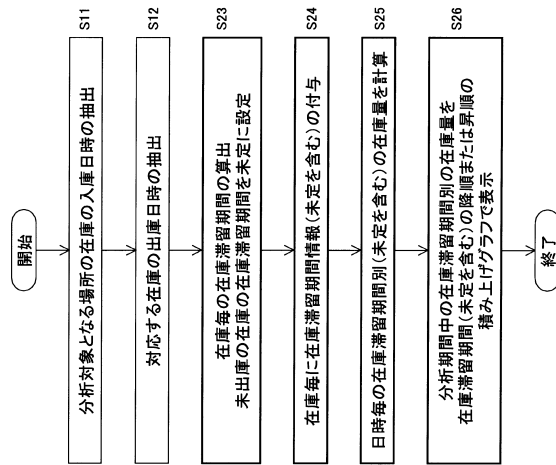 開始
S11
分析対象となる場所の在庫の入庫日時の抽出
S12
対応する在庫の出庫日時の抽出
S23
在庫毎の在庫滞留期間の算出
未出庫の在庫の在庫滞留期間を未定に設定
S24
在庫毎に在庫滞留期間情報(未定を含む)の付与
S25
日時毎の在庫滞留期間別(未定を含む)の在庫量を計算
S26
分析期間中の在庫滞留期間別の在庫量を
在庫滞留期間(未定を含む)の降順または昇順の
積み上げグラフで表示
終了